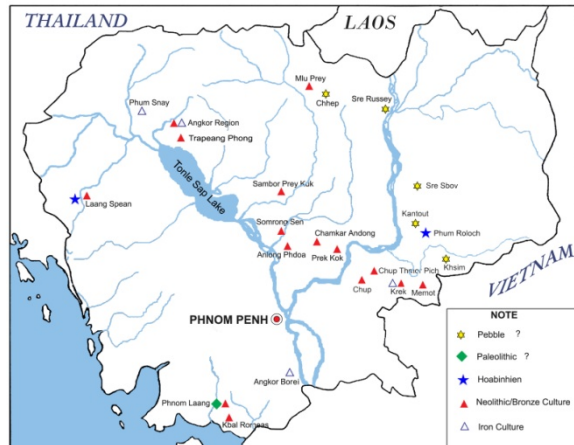 THAILAND
LAOS
Mlu Prey
Chhep
Sre Russey
Phum Snay
Angkor Region
Trapeang Phong
Tonle Sap Lake
Sambor Prey Kuk
Sre Sbov
Laang Spean
Kantout
Phum Roloch
Somrong Sen
Chamkar Andong
Anlong Phdoa
Prek Kok
Khsim
VIETNAM
Chup Thmor Pich
Chup
Krek
Memot
PHNOM PENH
Angkor Borei
Phnom Laang
Kbal Romeas
NOTE
Pebble ?
Paleolithic ?
Hoabinhien
Neolithic/Bronze Culture
Iron Culture